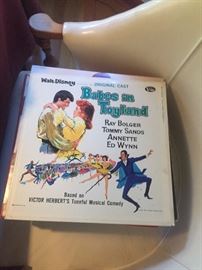 Walt Disney
ORIGINAL CAST
Babes in
Toyland
RAY BOLGER
TOMMY SANDS
ANNETTE
ED WYNN
Based on
VICTOR HERBERT'S Tuneful Musical Comedy